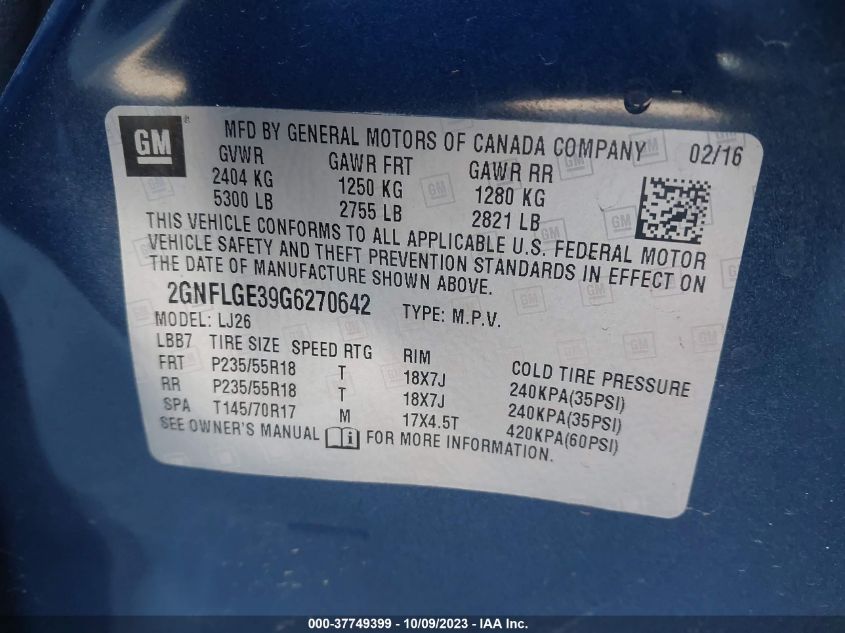 GM
MFD BY GENERAL MOTORS OF CANADA COMPANY 02/16
GVWR GAWR FRT GAWR RR
2404 KG 1250 KG 1280 KG
5300 LB 2755 LB 2821 LB
THIS VEHICLE CONFORMS TO ALL APPLICABLE U.S. FEDERAL MOTOR
VEHICLE SAFETY AND THEFT PREVENTION STANDARDS IN EFFECT ON
THE DATE OF MANUFACTURE SHOWN ABOVE.
2GNFLGE39G6270642 TYPE: M.P.V.
MODEL: LJ26
LBB7 TIRE SIZE SPEED RTG RIM COLD TIRE PRESSURE
FRT P235/55R18 T 18X7J 240KPA(35PSI)
RR P235/55R18 T 18X7J 240KPA(35PSI)
SPA T145/70R17 M 17X4.5T 420KPA(60PSI)
SEE OWNER'S MANUAL i FOR MORE INFORMATION.
000-37749399 - 10/09/2023 - IAA Inc.